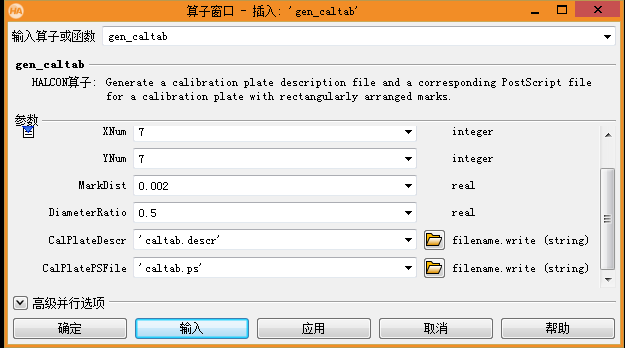 HA 算子窗口 - 插入: 'gen_caltab'
输入算子或函数 gen_caltab
gen_caltab
HALCON算子: Generate a calibration plate description file and a corresponding PostScript file
for a calibration plate with rectangularly arranged marks.
参数
XNum 7 integer
YNum 7 integer
MarkDist 0.002 real
DiameterRatio 0.5 real
CalPlateDescr 'caltab.descr' filename.write (string)
CalPlatePSFile 'caltab.ps' filename.write (string)
高级并行选项
确定 输入 应用 取消 帮助